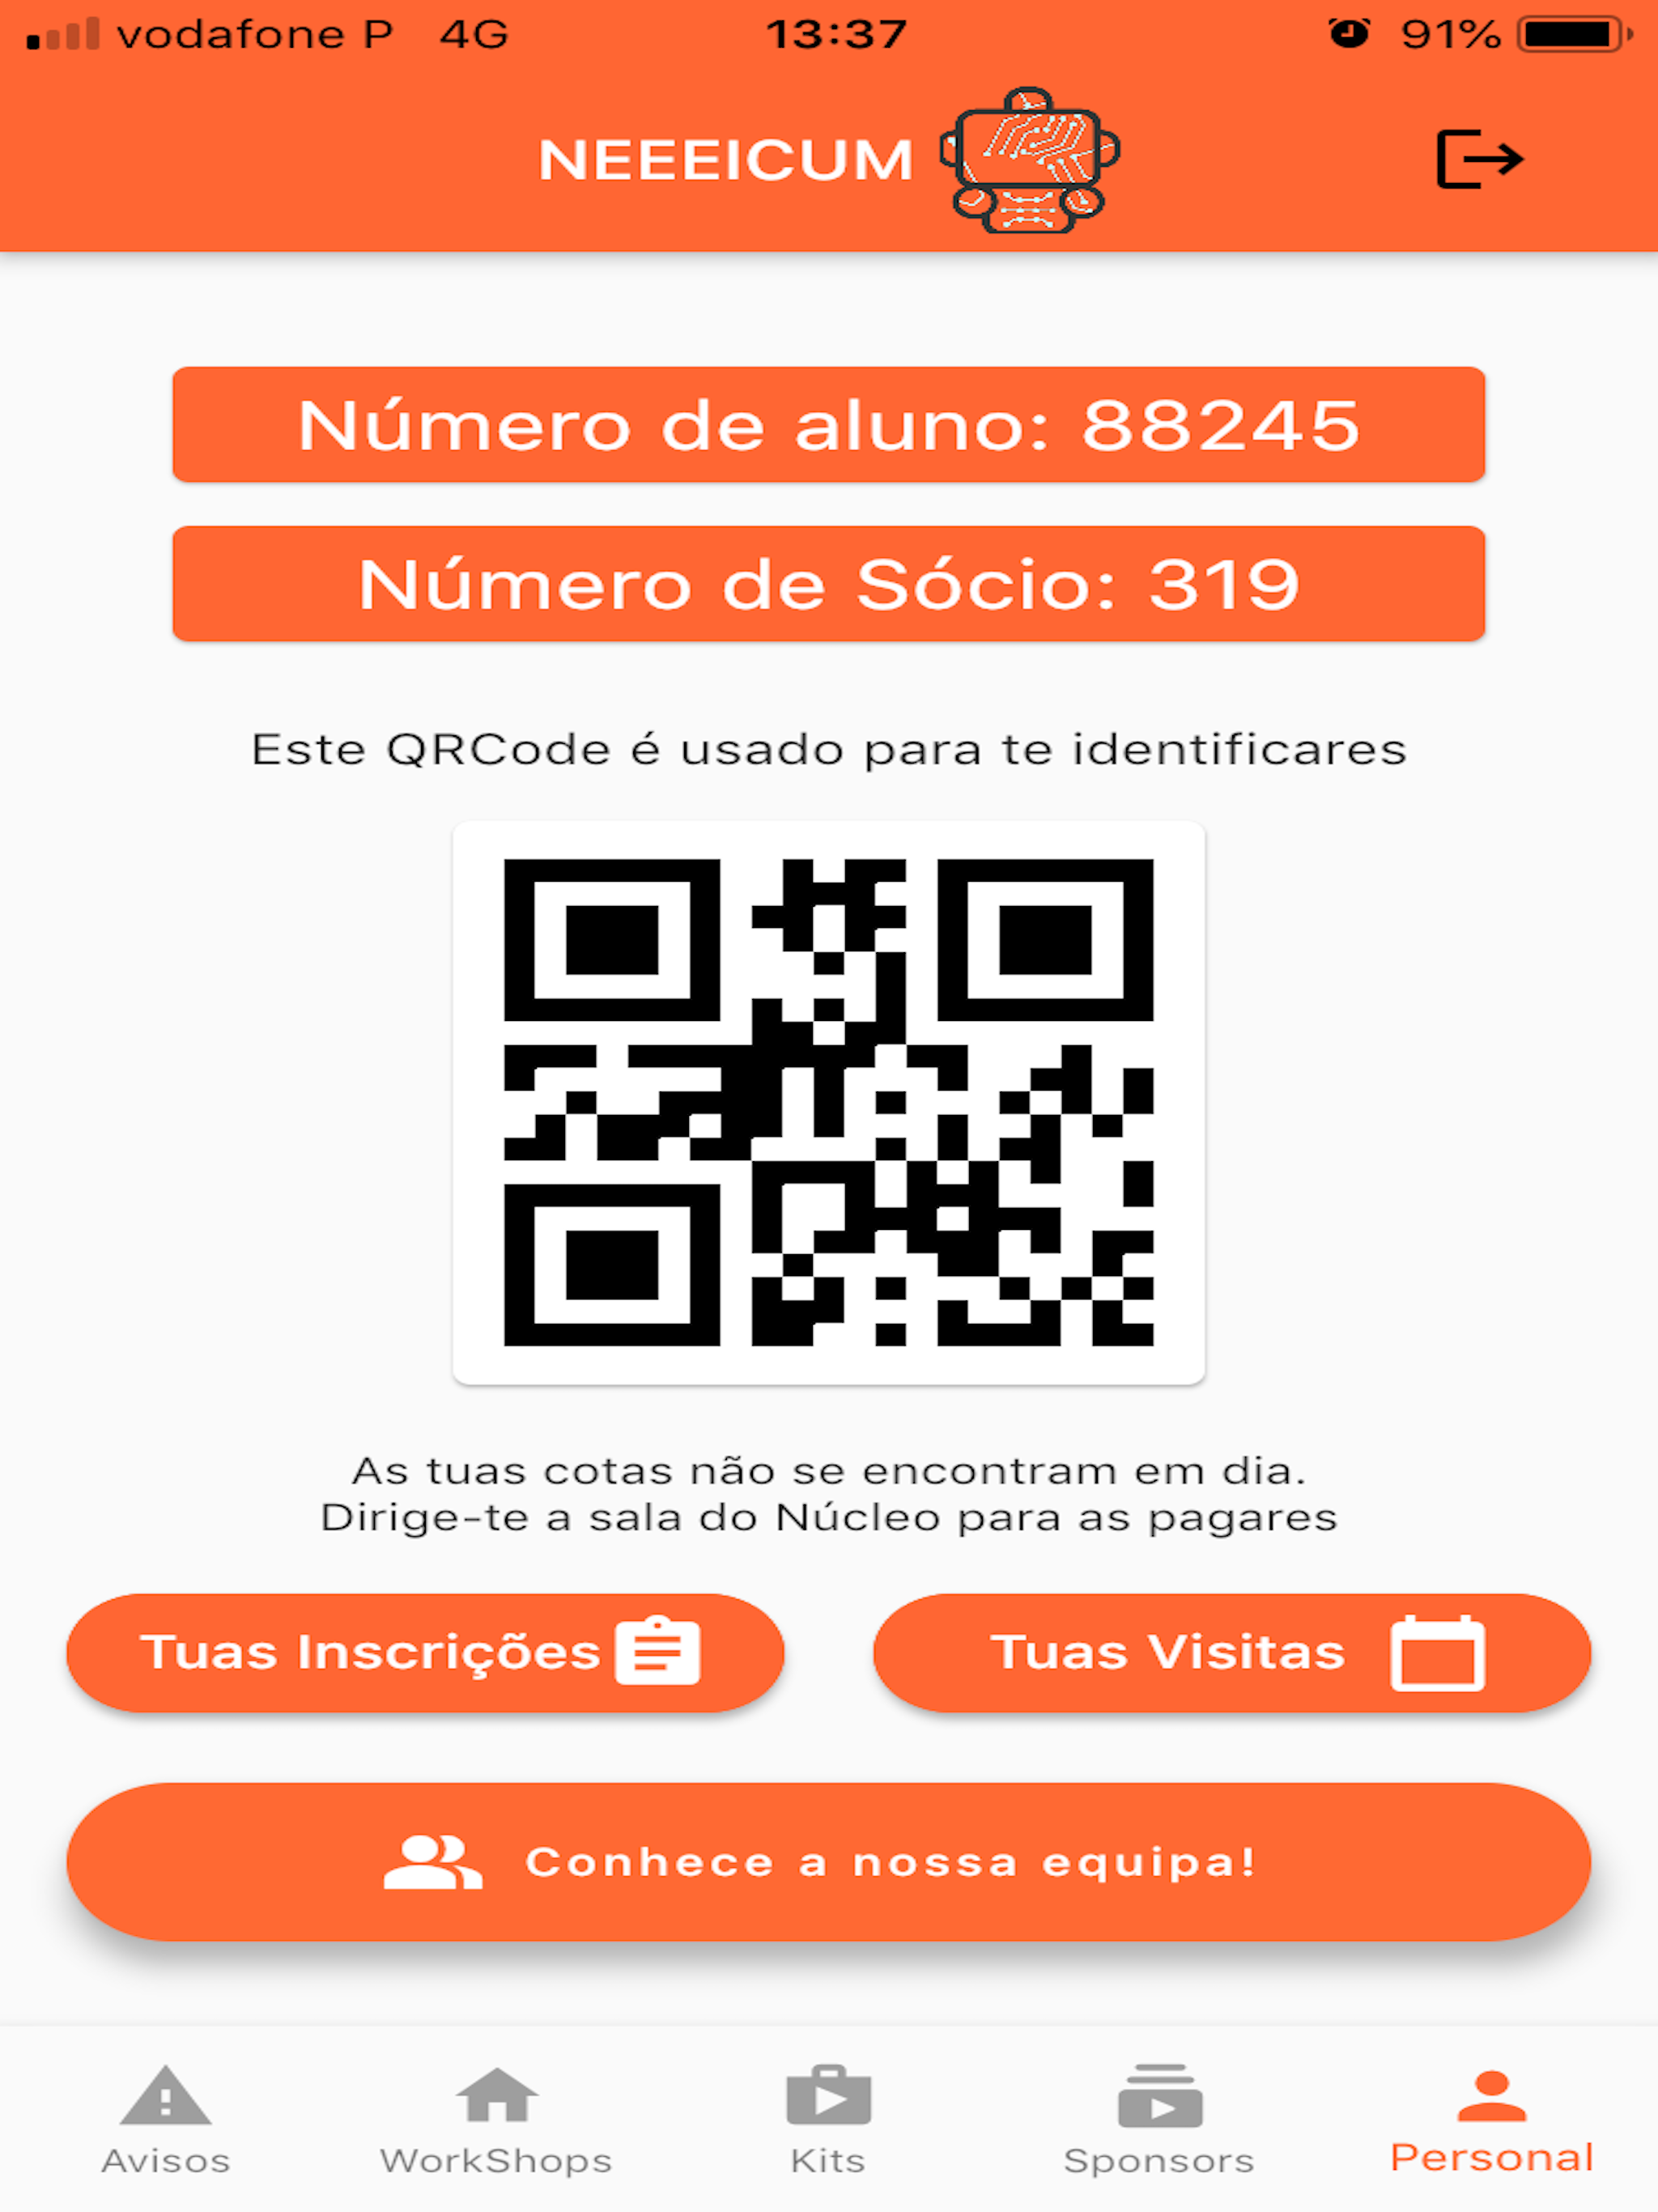 vodafone P 4G 13:37 91%
NEEEICUM
Número de aluno: 88245
Número de Sócio: 319
Este QRCode é usado para te identificares
As tuas cotas não se encontram em dia.
Dirige-te a sala do Núcleo para as pagares
Tuas Inscrições Tuas Visitas
Conhece a nossa equipa!
Avisos WorkShops Kits Sponsors Personal